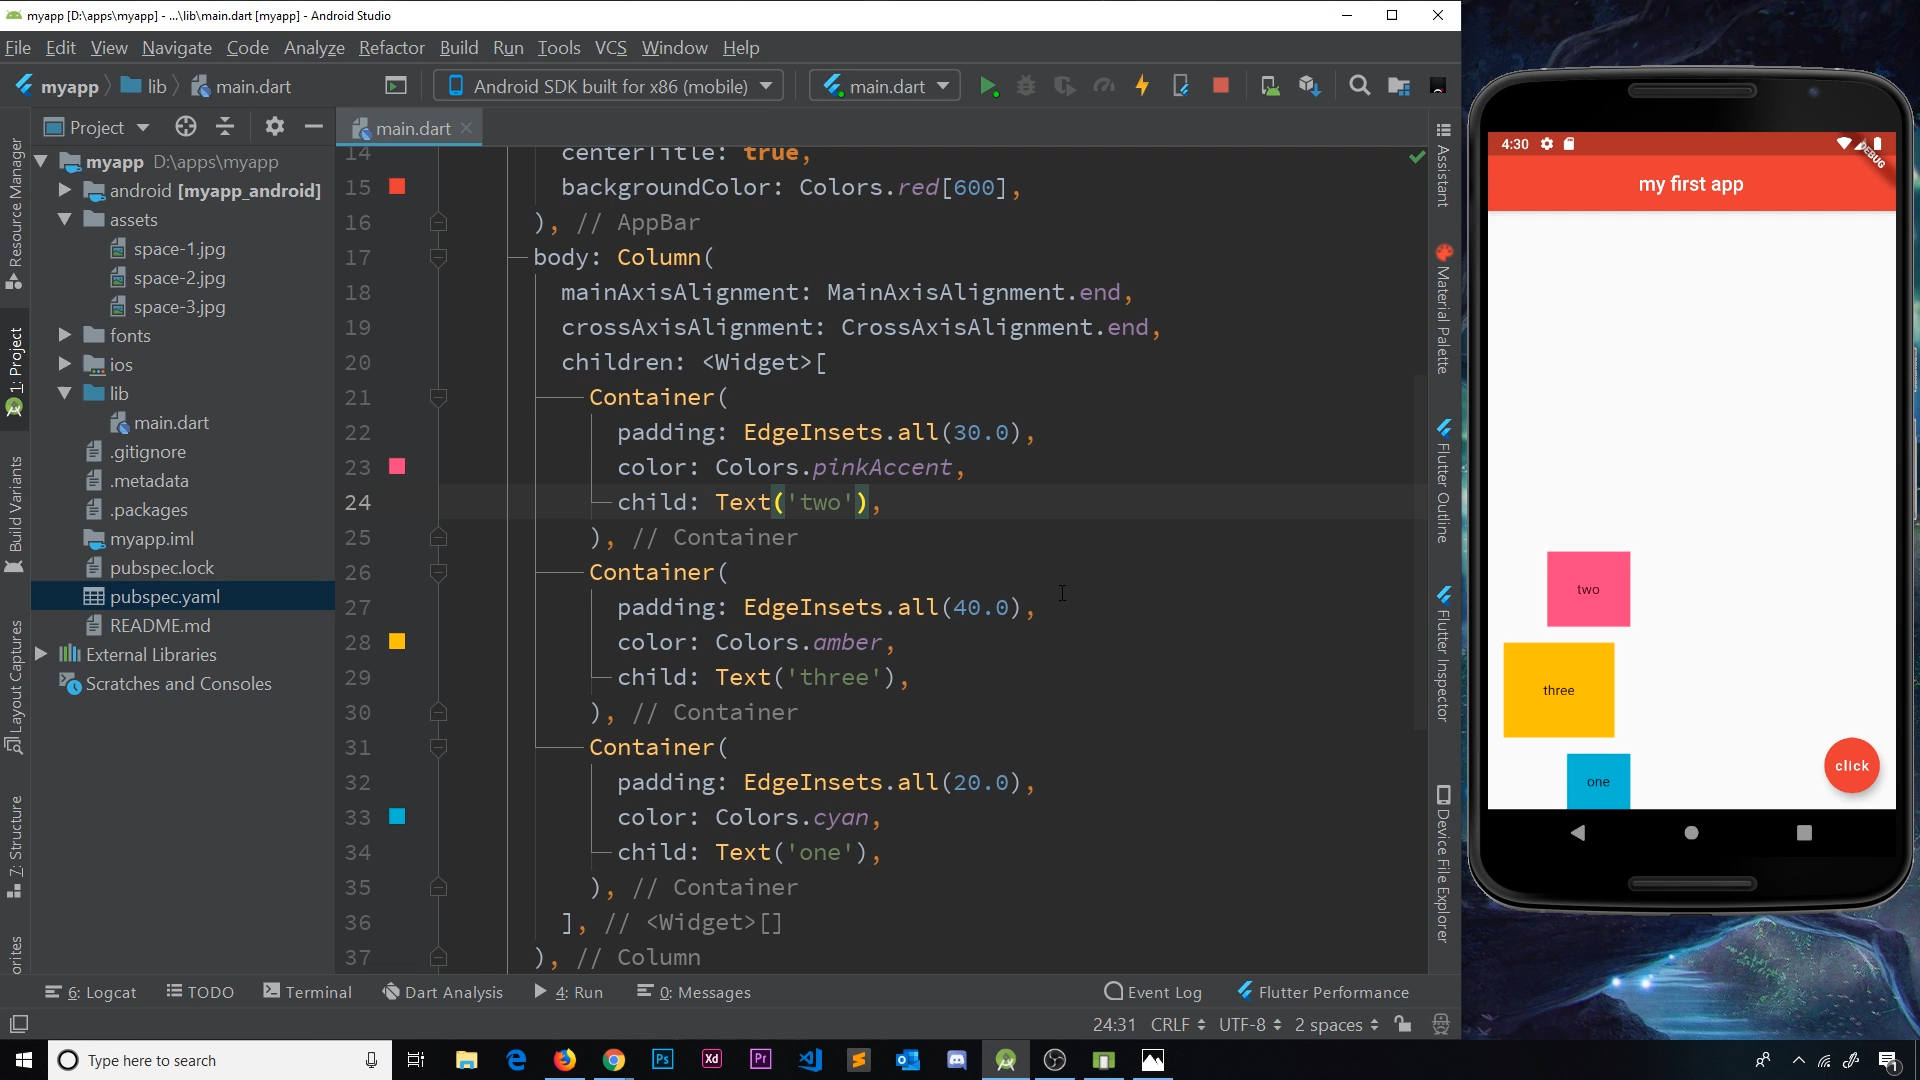 myapp [D:\apps\myapp] - ...\lib\main.dart [myapp] - Android Studio
File Edit View Navigate Code Analyze Refactor Build Run Tools VCS Window Help
myapp lib main.dart Android SDK built for x86 (mobile) main.dart
Project main.dart
myapp D:\apps\myapp
android [myapp_android]
assets
space-1.jpg
space-2.jpg
space-3.jpg
fonts
ios
lib
main.dart
.gitignore
.metadata
.packages
myapp.iml
pubspec.lock
pubspec.yaml
README.md
External Libraries
Scratches and Consoles
Resource Manager
1: Project
Build Variants
Layout Captures
7: Structure
orites
14 centerTitle: true,
15 backgroundColor: Colors.red[600],
16 ), // AppBar
17 body: Column(
18 mainAxisAlignment: MainAxisAlignment.end,
19 crossAxisAlignment: CrossAxisAlignment.end,
20 children: <Widget>[
21 Container(
22 padding: EdgeInsets.all(30.0),
23 color: Colors.pinkAccent,
24 child: Text('two'),
25 ), // Container
26 Container(
27 padding: EdgeInsets.all(40.0),
28 color: Colors.amber,
29 child: Text('three'),
30 ), // Container
31 Container(
32 padding: EdgeInsets.all(20.0),
33 color: Colors.cyan,
34 child: Text('one'),
35 ), // Container
36 ], // <Widget>[]
37 ), // Column
Assistant
Material Palette
Flutter Outline
Flutter Inspector
Device File Explorer
4:30
DEBUG
my first app
two
three
one
click
6: Logcat TODO Terminal Dart Analysis 4: Run 0: Messages Event Log Flutter Performance
24:31 CRLF UTF-8 2 spaces
Type here to search
Ps Xd Pr
1